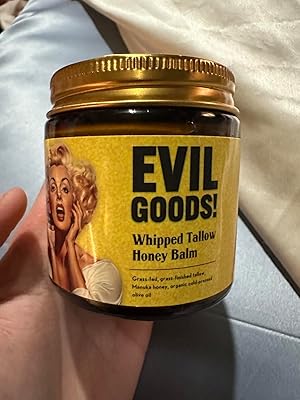 EVIL
GOODS!
Whipped Tallow
Honey Balm
Grass-fed, grass-finished tallow,
Manuka honey, organic cold-pressed
olive oil